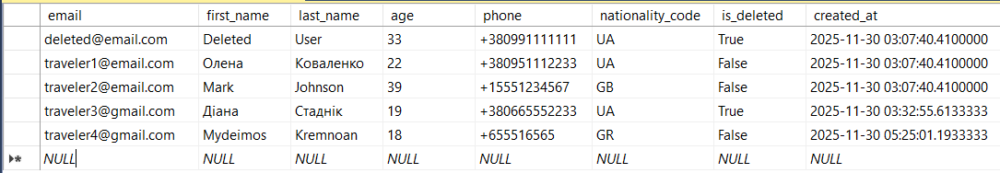 email first_name last_name age phone nationality_code is_deleted created_at
deleted@email.com Deleted User 33 +380991111111 UA True 2025-11-30 03:07:40.4100000
traveler1@email.com Олена Коваленко 22 +380951112233 UA False 2025-11-30 03:07:40.4100000
traveler2@email.com Mark Johnson 39 +15551234567 GB False 2025-11-30 03:07:40.4100000
traveler3@gmail.com Діана Стаднік 19 +380665552233 UA True 2025-11-30 03:32:55.6133333
traveler4@gmail.com Mydeimos Kremnoan 18 +655516565 GR False 2025-11-30 05:25:01.1933333
NULL NULL NULL NULL NULL NULL NULL NULL